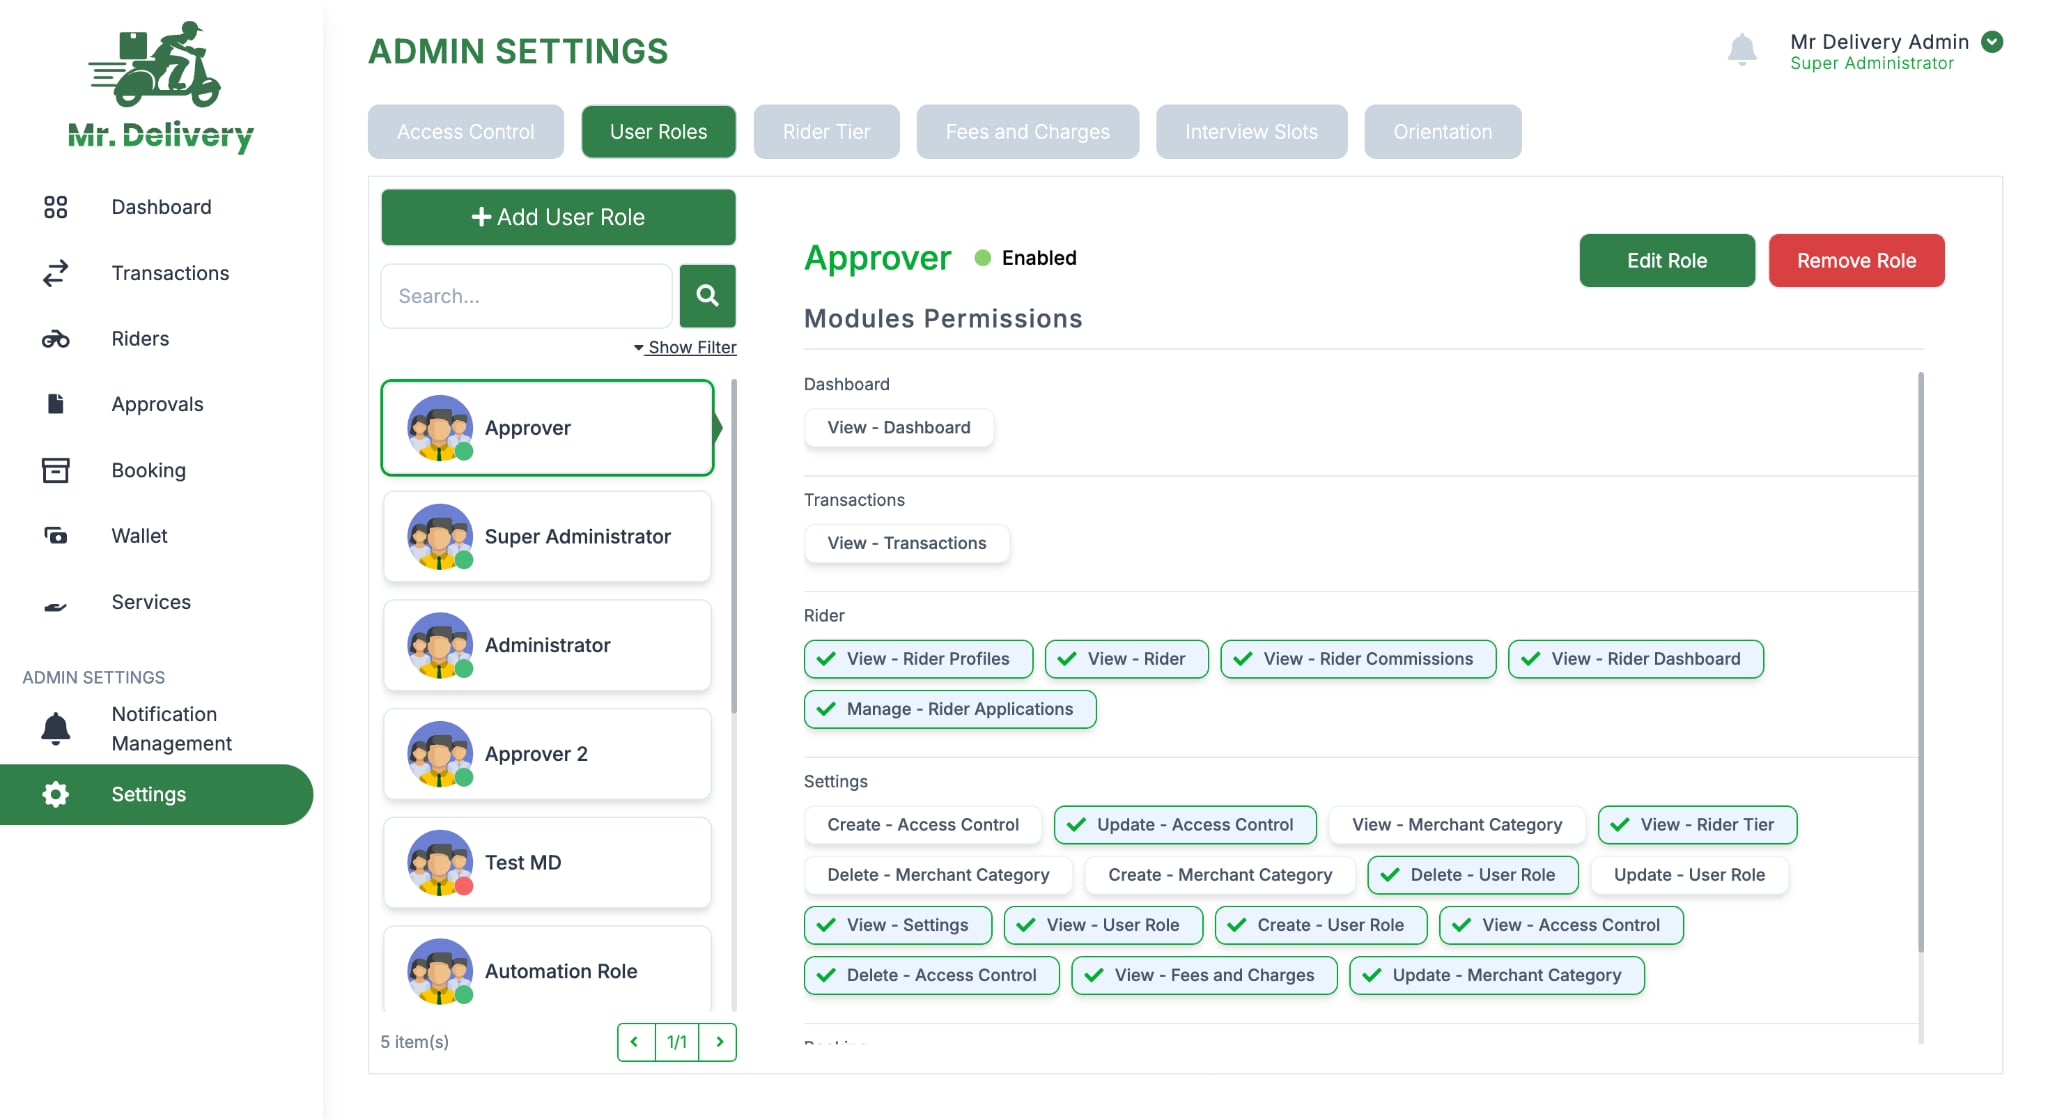 Mr. Delivery
Dashboard
Transactions
Riders
Approvals
Booking
Wallet
Services
ADMIN SETTINGS
Notification
Management
Settings
ADMIN SETTINGS
Mr Delivery Admin
Super Administrator
Access Control
User Roles
Rider Tier
Fees and Charges
Interview Slots
Orientation
Add User Role
Search...
Show Filter
Approver
Super Administrator
Administrator
Approver 2
Test MD
Automation Role
5 item(s)
1/1
Approver
Enabled
Edit Role
Remove Role
Modules Permissions
Dashboard
View - Dashboard
Transactions
View - Transactions
Rider
View - Rider Profiles
View - Rider
View - Rider Commissions
View - Rider Dashboard
Manage - Rider Applications
Settings
Create - Access Control
Update - Access Control
View - Merchant Category
View - Rider Tier
Delete - Merchant Category
Create - Merchant Category
Delete - User Role
Update - User Role
View - Settings
View - User Role
Create - User Role
View - Access Control
Delete - Access Control
View - Fees and Charges
Update - Merchant Category